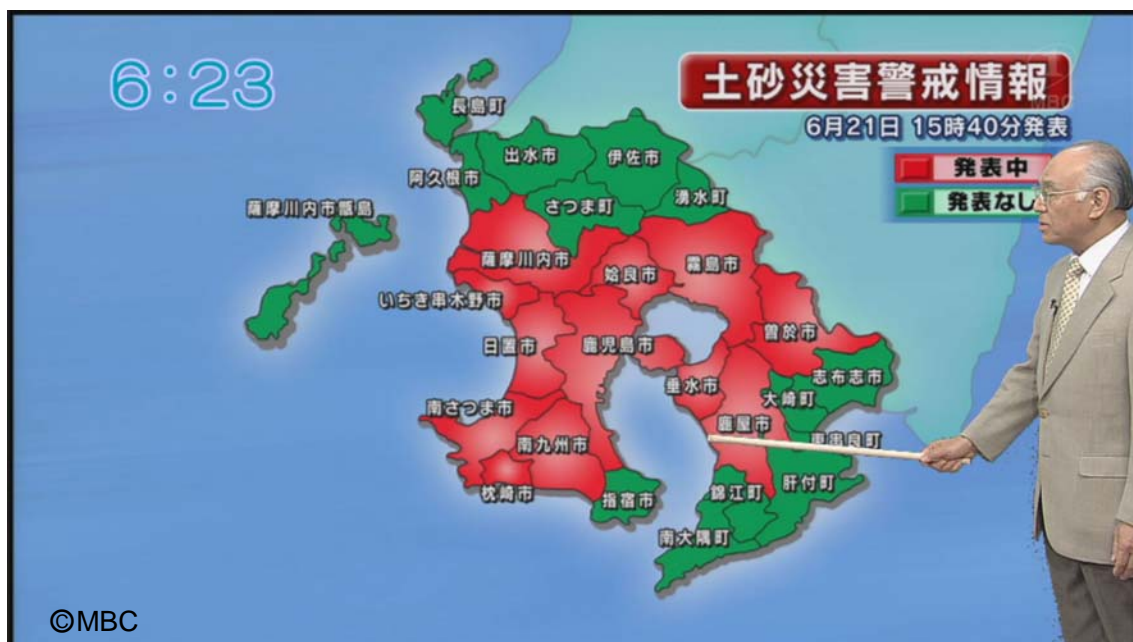 6:23
土砂災害警戒情報
MBC
6月21日 15時40分発表
発表中
発表なし
長島町
出水市
伊佐市
阿久根市
湧水町
さつま町
薩摩川内市甑島
薩摩川内市
姶良市
霧島市
いちき串木野市
曽於市
日置市
鹿児島市
志布志市
垂水市
大崎町
南さつま市
鹿屋市
東串良町
南九州市
肝付町
枕崎市
指宿市
錦江町
南大隅町
©MBC